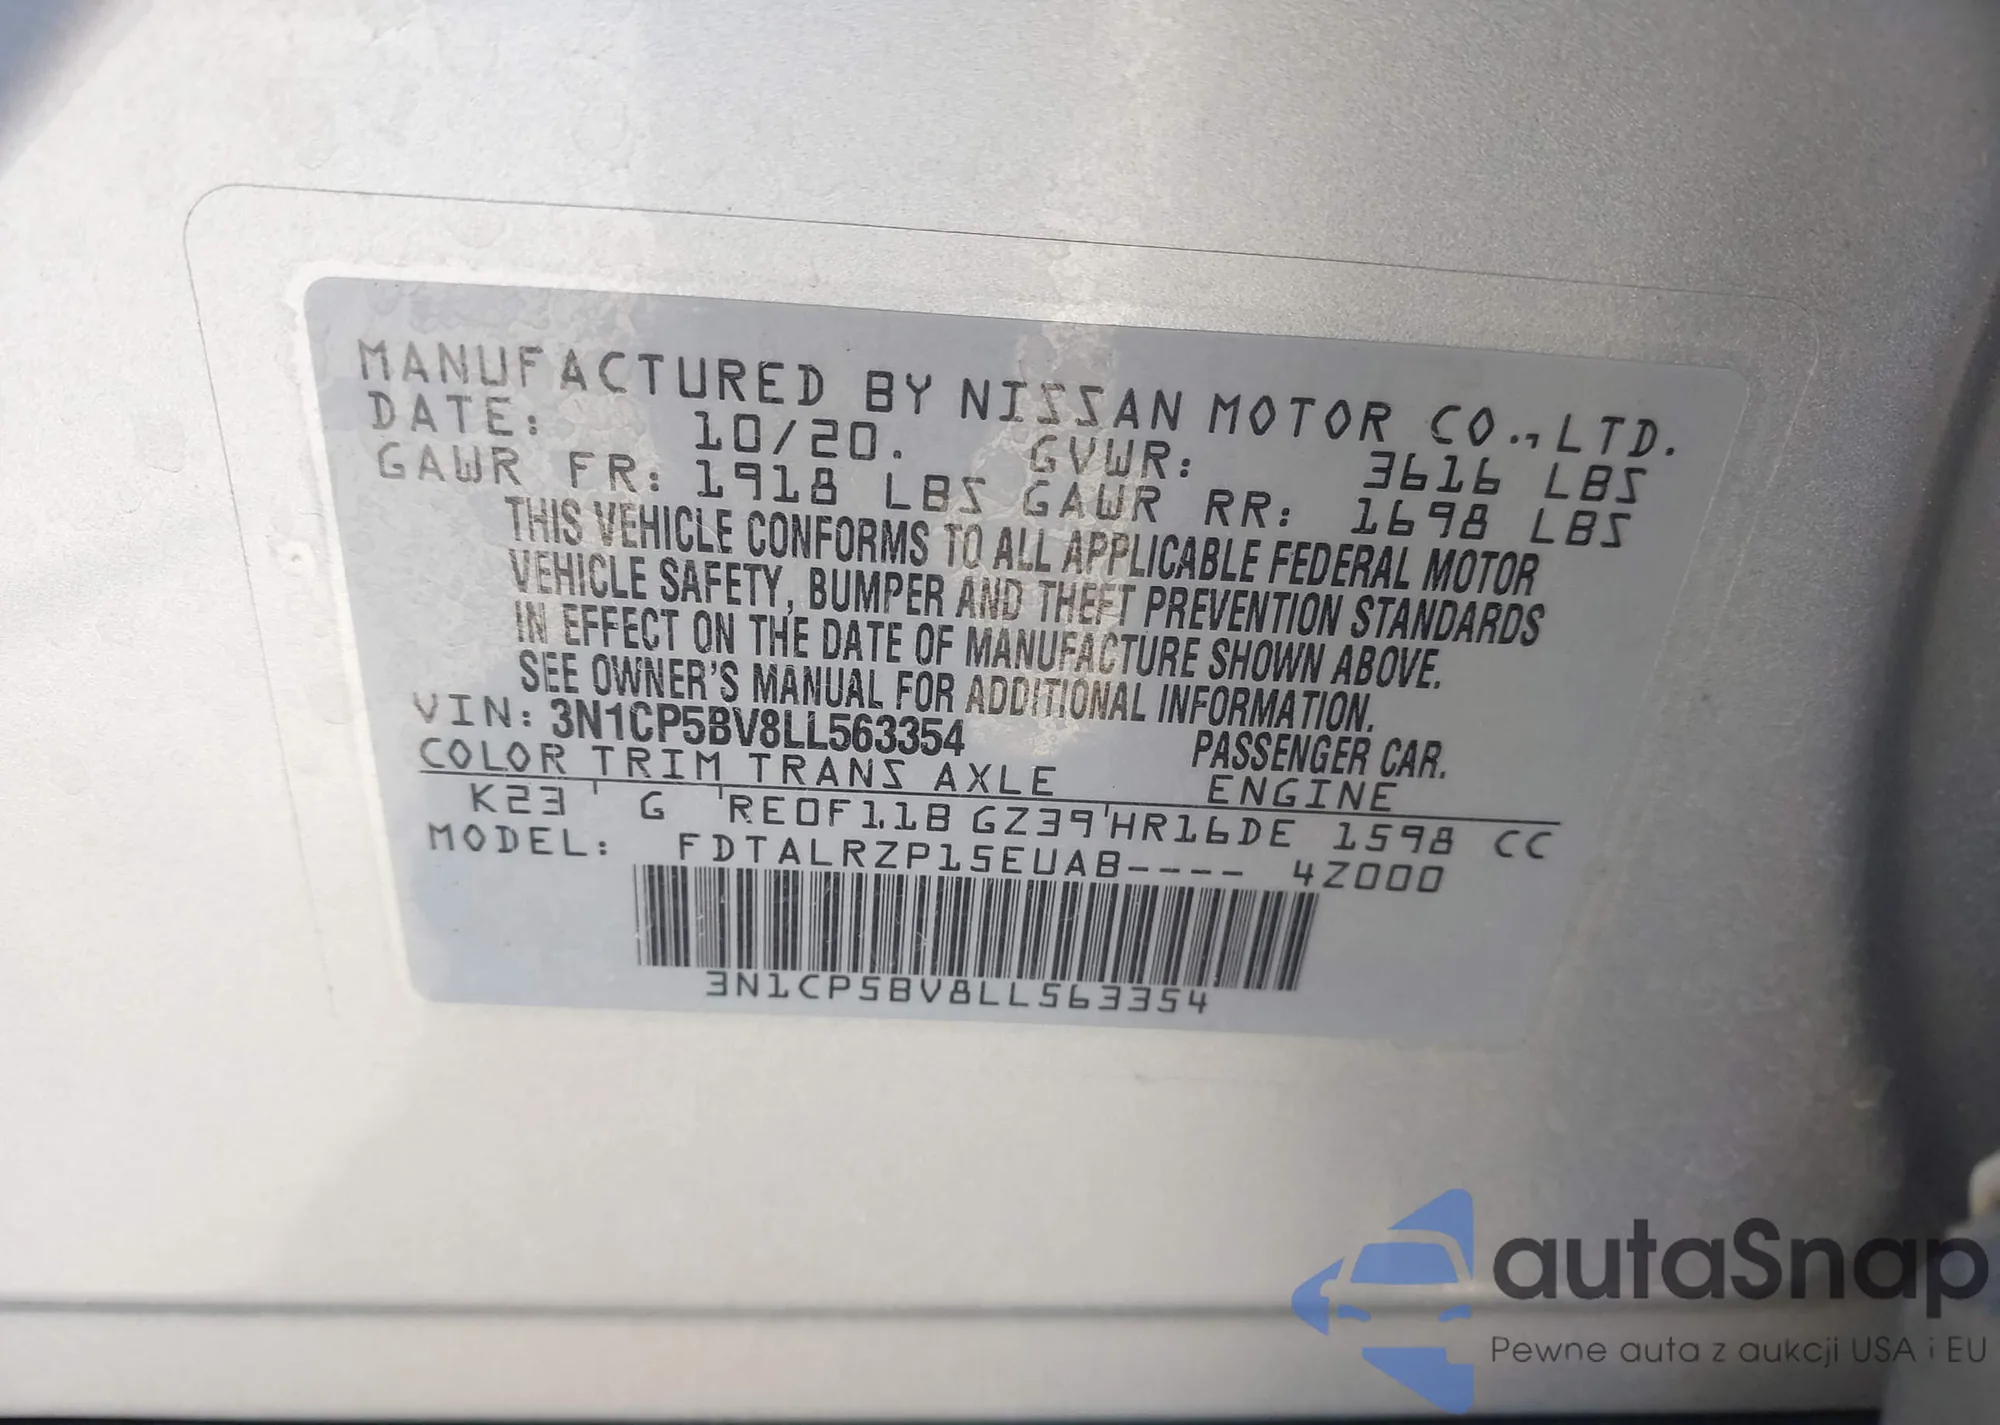 MANUFACTURED BY NISSAN MOTOR CO.,LTD.
DATE: 10/20. GVWR: 3616 LBS
GAWR FR: 1918 LBS GAWR RR: 1698 LBS
THIS VEHICLE CONFORMS TO ALL APPLICABLE FEDERAL MOTOR
VEHICLE SAFETY, BUMPER AND THEFT PREVENTION STANDARDS
IN EFFECT ON THE DATE OF MANUFACTURE SHOWN ABOVE.
SEE OWNER'S MANUAL FOR ADDITIONAL INFORMATION.
VIN: 3N1CP5BV8LL563354 PASSENGER CAR.
COLOR TRIM TRANS AXLE ENGINE
K23 G RE0F11B GZ39 HR16DE 1598 CC
MODEL: FDTALRZP15EUAB---- 4Z000
3N1CP5BV8LL563354
autaSnap
Pewne auta z aukcji USA i EU